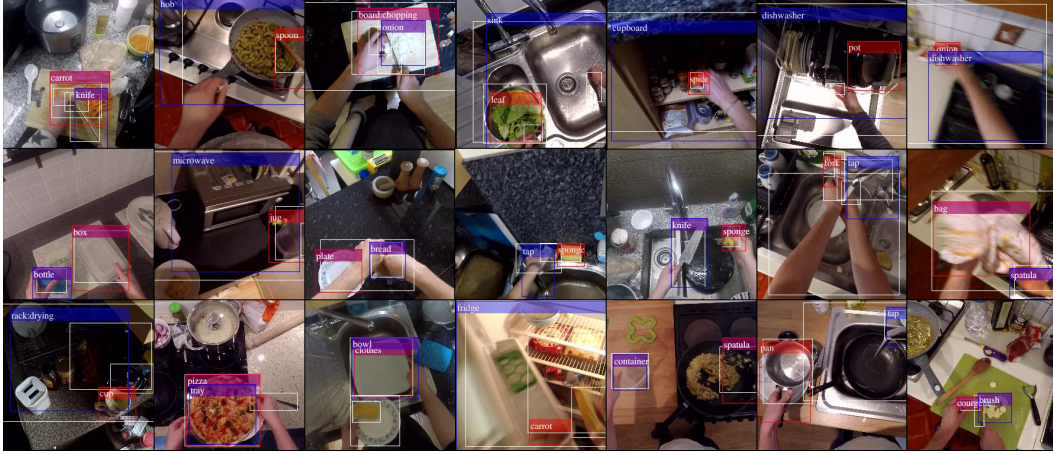 hob
spoon
carrot
knife
board:chopping
onion
sink
leaf
cupboard
spice
dishwasher
pot
onion
dishwasher
box
bottle
microwave
jug
plate
bread
tap
sponge
knife
sponge
fork
tap
bag
spatula
rack:drying
cup
pizza
tray
bowl
clothes
fridge
carrot
container
spatula
pan
tap
courg
brush